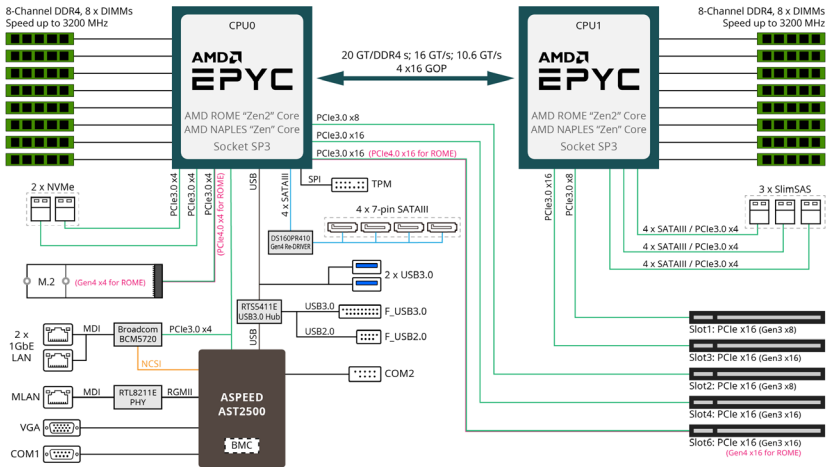 8-Channel DDR4, 8 x DIMMs
Speed up to 3200 MHz
CPU0
AMD
EPYC
AMD ROME “Zen2” Core
AMD NAPLES “Zen” Core
Socket SP3
20 GT/DDR4 s; 16 GT/s; 10.6 GT/s
4 x16 GOP
CPU1
AMD
EPYC
AMD ROME “Zen2” Core
AMD NAPLES “Zen” Core
Socket SP3
8-Channel DDR4, 8 x DIMMs
Speed up to 3200 MHz
PCIe3.0 x8
PCIe3.0 x16
PCIe3.0 x16 (PCIe4.0 x16 for ROME)
2 x NVMe
PCIe3.0 x4
PCIe3.0 x4
PCIe3.0 x4
(PCIe4.0 x4 for ROME)
USB
4 x SATAIII
SPI
TPM
4 x 7-pin SATAIII
DS160PR410
Gen4 Re-DRIVER
PCIe3.0 x16
PCIe3.0 x8
3 x SlimSAS
4 x SATAIII / PCIe3.0 x4
4 x SATAIII / PCIe3.0 x4
4 x SATAIII / PCIe3.0 x4
M.2
(Gen4 x4 for ROME)
2 x USB3.0
RTS5411E
USB3.0 Hub
USB3.0
F_USB3.0
USB2.0
F_USB2.0
USB
2 x
1GbE
LAN
MDI
Broadcom
BCM5720
PCIe3.0 x4
NCSI
COM2
MLAN
MDI
RTL8211E
PHY
RGMII
ASPEED
AST2500
BMC
VGA
COM1
Slot1: PCIe x16 (Gen3 x8)
Slot3: PCIe x16 (Gen3 x16)
Slot2: PCIe x16 (Gen3 x8)
Slot4: PCIe x16 (Gen3 x16)
Slot6: PCIe x16 (Gen3 x16)
(Gen4 x16 for ROME)